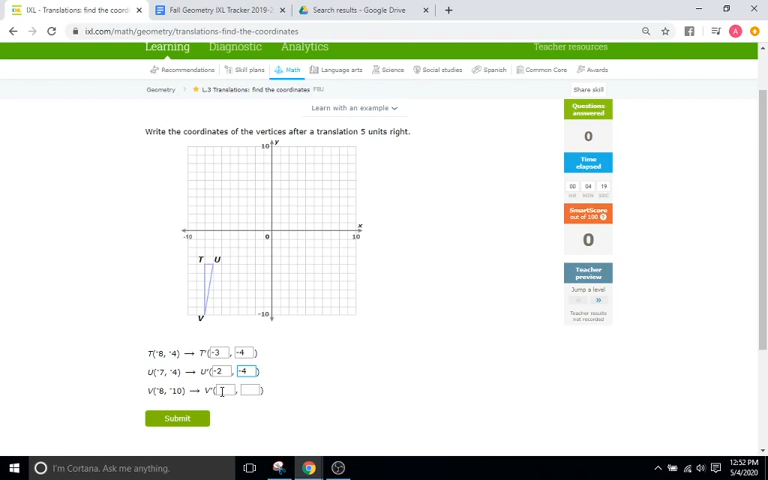 IXL - Translations: find the coord
Fall Geometry IXL Tracker 2019-2
Search results - Google Drive
ixl.com/math/geometry/translations-find-the-coordinates
Learning Diagnostic Analytics Teacher resources
Recommendations Skill plans Math Language arts Science Social studies Spanish Common Core Awards
Geometry L.3 Translations: find the coordinates FBU Share skill
Learn with an example
Questions
answered
0
Write the coordinates of the vertices after a translation 5 units right.
Time
elapsed
00 04 19
HR MIN SEC
SmartScore
out of 100 ?
0
Teacher
preview
Jump a level
Teacher results
not recorded
10 y
x
-10 0 10
T U
V
-10
T(-8, -4) → T'(-3, -4)
U(-7, -4) → U'(-2, -4)
V(-8, -10) → V'( , )
Submit
I'm Cortana. Ask me anything.
12:52 PM
5/4/2020